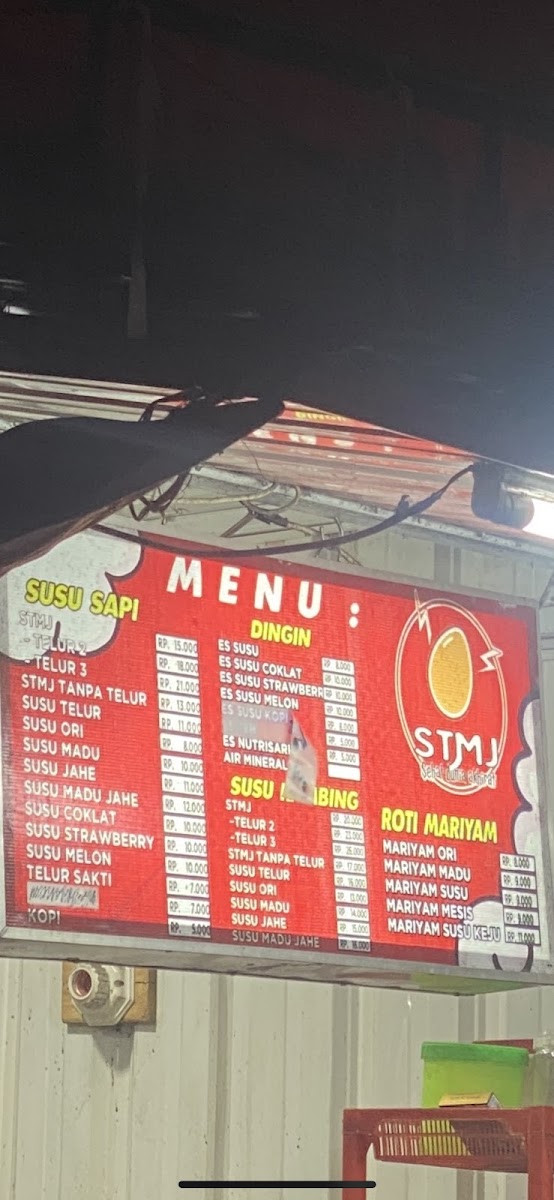 MENU :
SUSU SAPI
STMJ RP. 15.000
- TELUR 2 RP. 18.000
- TELUR 3 RP. 21.000
STMJ TANPA TELUR RP. 13.000
SUSU TELUR RP. 11.000
SUSU ORI RP. 8.000
SUSU MADU RP. 10.000
SUSU JAHE RP. 11.000
SUSU MADU JAHE RP. 12.000
SUSU COKLAT RP. 10.000
SUSU STRAWBERRY RP. 10.000
SUSU MELON RP. 10.000
TELUR SAKTI RP. +7.000
RP. 7.000
KOPI RP. 5.000
DINGIN
ES SUSU RP. 8.000
ES SUSU COKLAT RP. 10.000
ES SUSU STRAWBERR RP. 10.000
ES SUSU MELON RP. 10.000
ES SUSU KOPI RP. 8.000
RP. 5.000
ES NUTRISARI RP. 5.000
AIR MINERAL
SUSU
STMJ RP. 20.000
-TELUR 2 RP. 23.000
-TELUR 3 RP. 26.000
STMJ TANPA TELUR RP. 17.000
SUSU TELUR RP. 16.000
SUSU ORI RP. 13.000
SUSU MADU RP. 14.000
SUSU JAHE RP. 15.000
SUSU MADU JAHE RP. 16.000
STMJ
ROTI MARIYAM
MARIYAM ORI RP. 8.000
MARIYAM MADU RP. 9.000
MARIYAM SUSU RP. 9.000
MARIYAM MESIS RP. 9.000
MARIYAM SUSU KEJU RP. 11.000